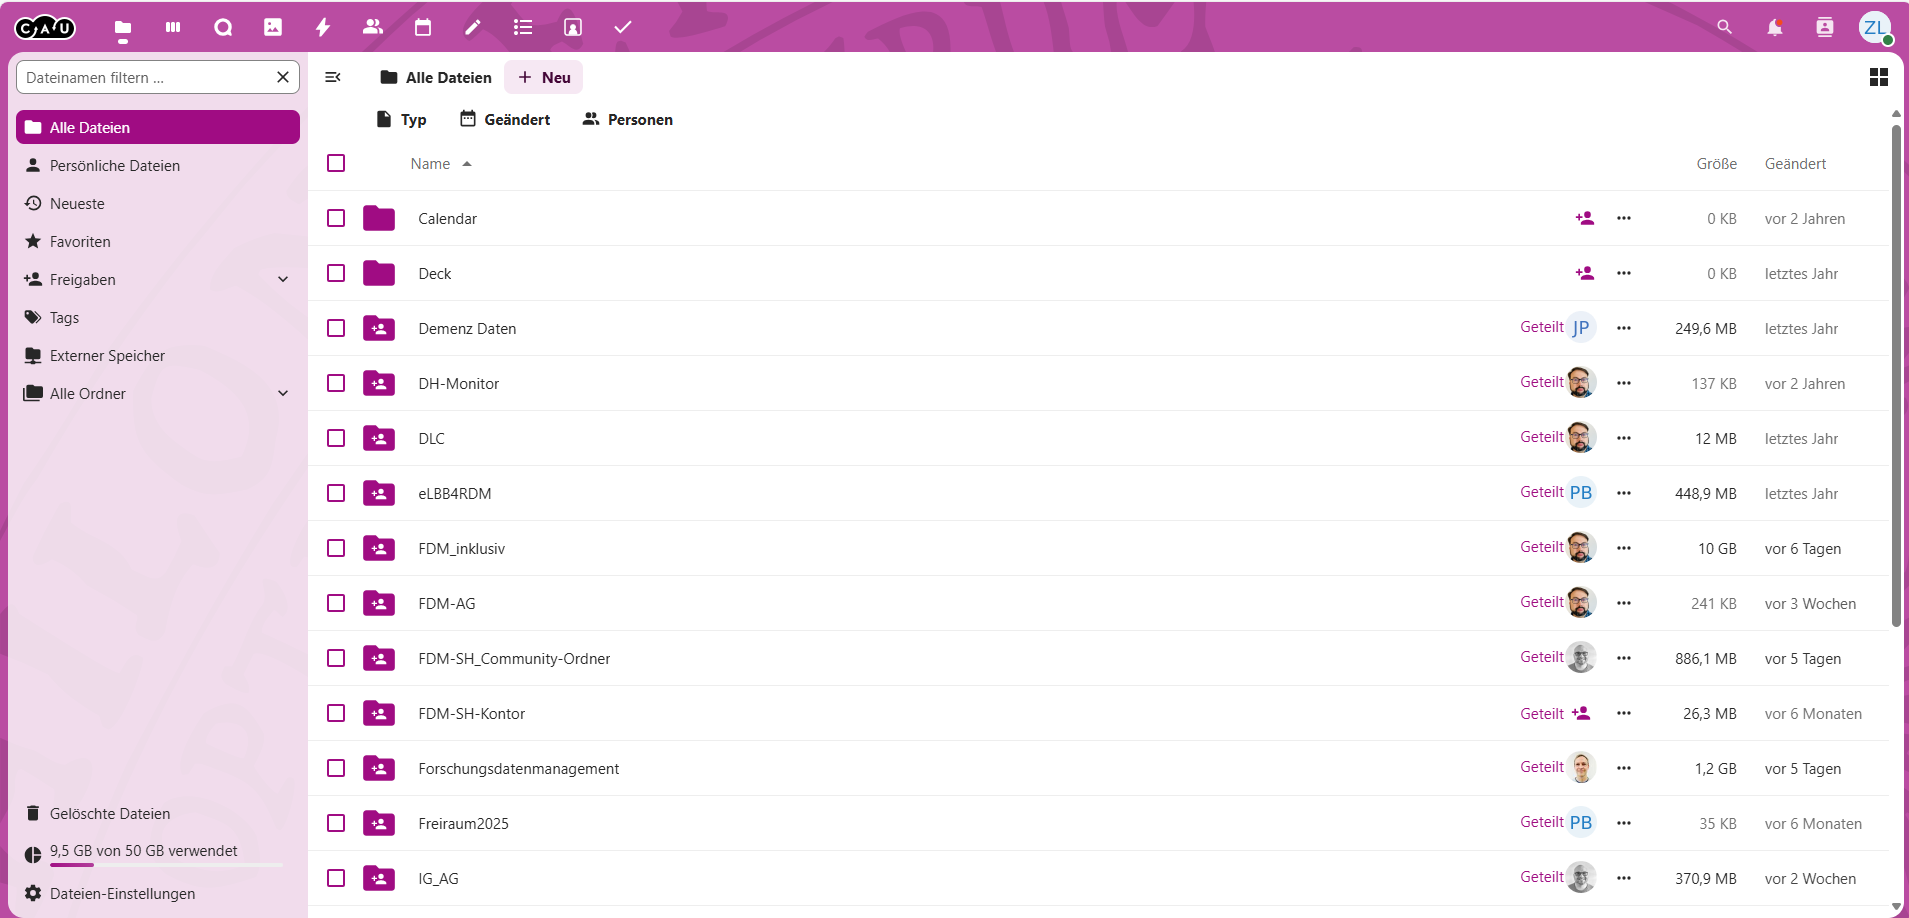 CAU
ZL
Dateinamen filtern ...
Alle Dateien
Neu
Alle Dateien
Persönliche Dateien
Neueste
Favoriten
Freigaben
Tags
Externer Speicher
Alle Ordner
Gelöschte Dateien
9,5 GB von 50 GB verwendet
Dateien-Einstellungen
Typ Geändert Personen
Name Größe Geändert
Calendar 0 KB vor 2 Jahren
Deck 0 KB letztes Jahr
Demenz Daten Geteilt JP 249,6 MB letztes Jahr
DH-Monitor Geteilt 137 KB vor 2 Jahren
DLC Geteilt 12 MB letztes Jahr
eLBB4RDM Geteilt PB 448,9 MB letztes Jahr
FDM_inklusiv Geteilt 10 GB vor 6 Tagen
FDM-AG Geteilt 241 KB vor 3 Wochen
FDM-SH_Community-Ordner Geteilt 886,1 MB vor 5 Tagen
FDM-SH-Kontor Geteilt 26,3 MB vor 6 Monaten
Forschungsdatenmanagement Geteilt 1,2 GB vor 5 Tagen
Freiraum2025 Geteilt PB 35 KB vor 6 Monaten
IG_AG Geteilt 370,9 MB vor 2 Wochen